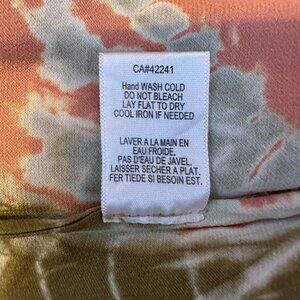 CA#42241
Hand WASH COLD
DO NOT BLEACH
LAY FLAT TO DRY
COOL IRON IF NEEDED
LAVER A LA MAIN EN
EAU FROIDE.
PAS D'EAU DE JAVEL.
LAISSER SECHER A PLAT.
FER TIEDE SI BESOIN EST.